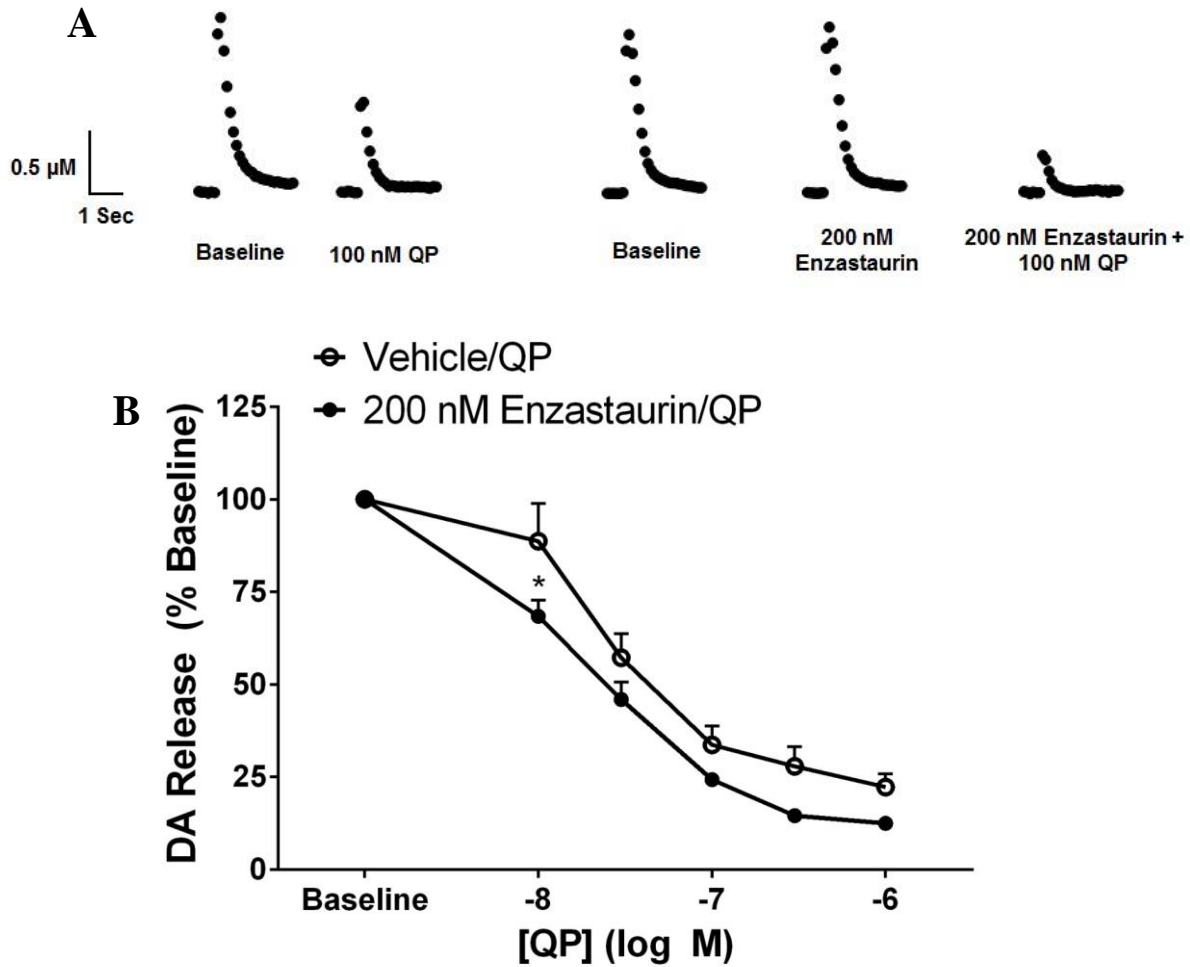 A
0.5 µM
1 Sec
Baseline
100 nM QP
Baseline
200 nM
Enzastaurin
200 nM Enzastaurin +
100 nM QP
B
Vehicle/QP
200 nM Enzastaurin/QP
DA Release (% Baseline)
125
100
75
50
25
0
*
Baseline
-8
-7
-6
[QP] (log M)